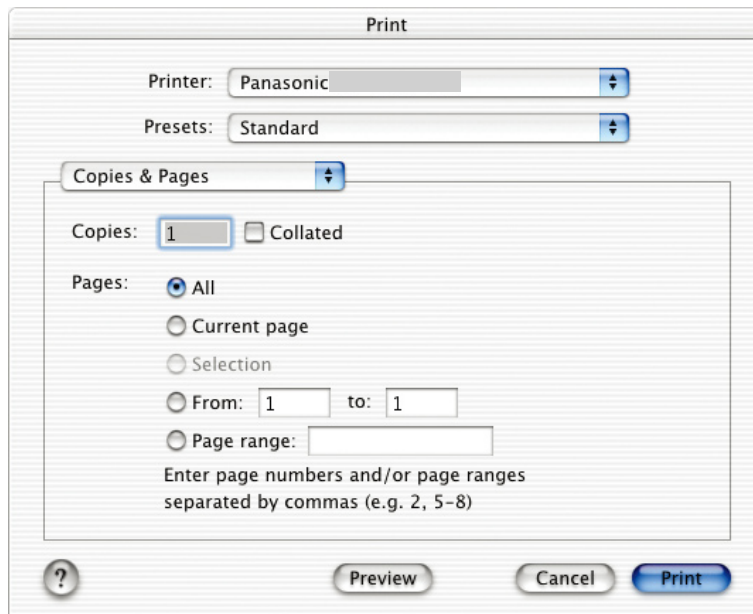 Print
Printer: Panasonic
Presets: Standard
Copies & Pages
Copies: 1 Collated
Pages: All
Current page
Selection
From: 1 to: 1
Page range:
Enter page numbers and/or page ranges
separated by commas (e.g. 2, 5-8)
? Preview Cancel Print